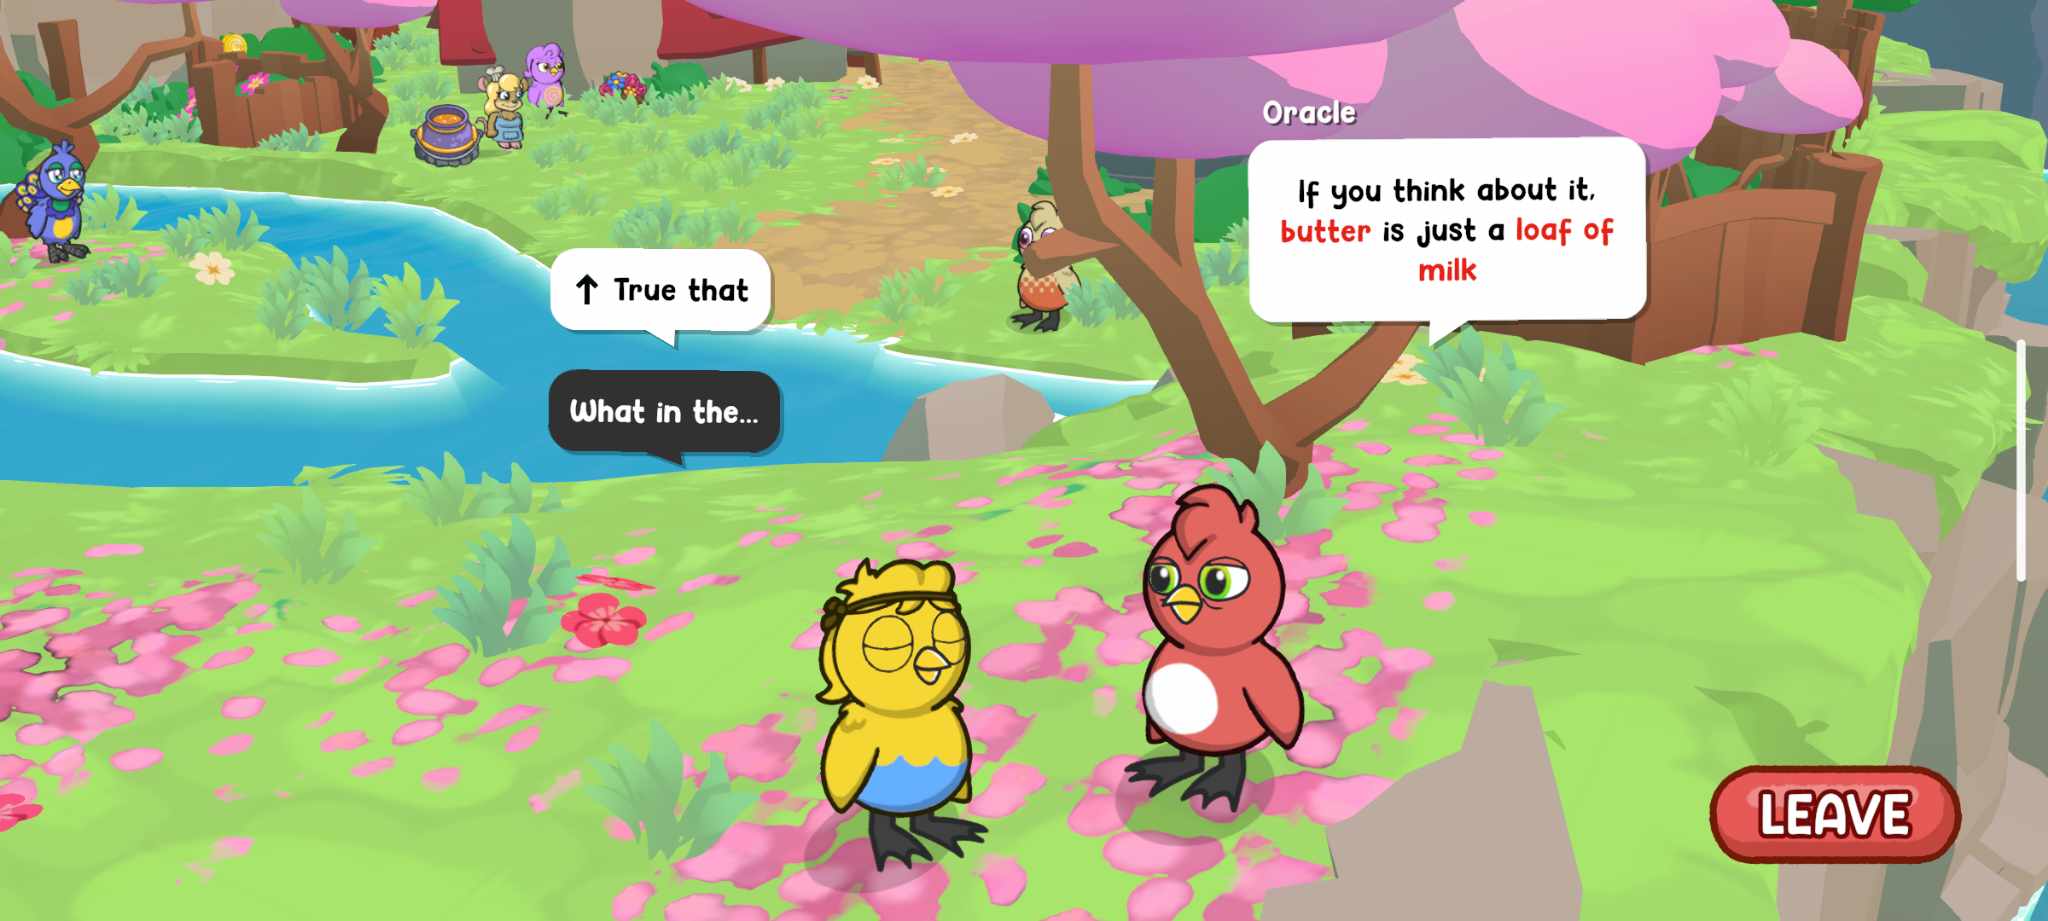 Oracle
If you think about it,
butter is just a loaf of
milk
↑ True that
What in the...
LEAVE